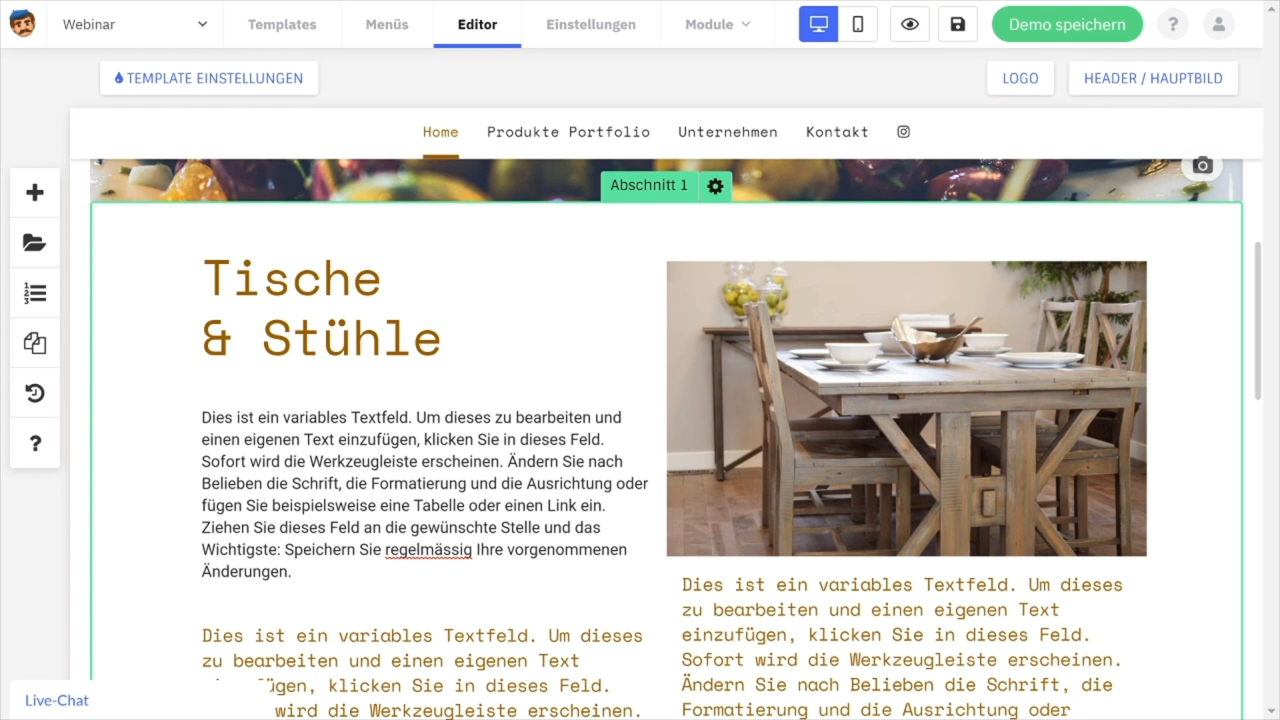 Webinar
Templates
Menüs
Editor
Einstellungen
Module
Demo speichern
?
TEMPLATE EINSTELLUNGEN
LOGO
HEADER / HAUPTBILD
Home
Produkte Portfolio
Unternehmen
Kontakt
Abschnitt 1
?
Tische
& Stühle
Dies ist ein variables Textfeld. Um dieses zu bearbeiten und
einen eigenen Text einzufügen, klicken Sie in dieses Feld.
Sofort wird die Werkzeugleiste erscheinen. Ändern Sie nach
Belieben die Schrift, die Formatierung und die Ausrichtung oder
fügen Sie beispielsweise eine Tabelle oder einen Link ein.
Ziehen Sie dieses Feld an die gewünschte Stelle und das
Wichtigste: Speichern Sie regelmässig Ihre vorgenommenen
Änderungen.
Dies ist ein variables Textfeld. Um dieses
zu bearbeiten und einen eigenen Text
klicken Sie in dieses Feld.
wird die Werkzeugleiste erscheinen.
Dies ist ein variables Textfeld. Um dieses
zu bearbeiten und einen eigenen Text
einzufügen, klicken Sie in dieses Feld.
Sofort wird die Werkzeugleiste erscheinen.
Ändern Sie nach Belieben die Schrift, die
Formatierung und die Ausrichtung oder
Live-Chat